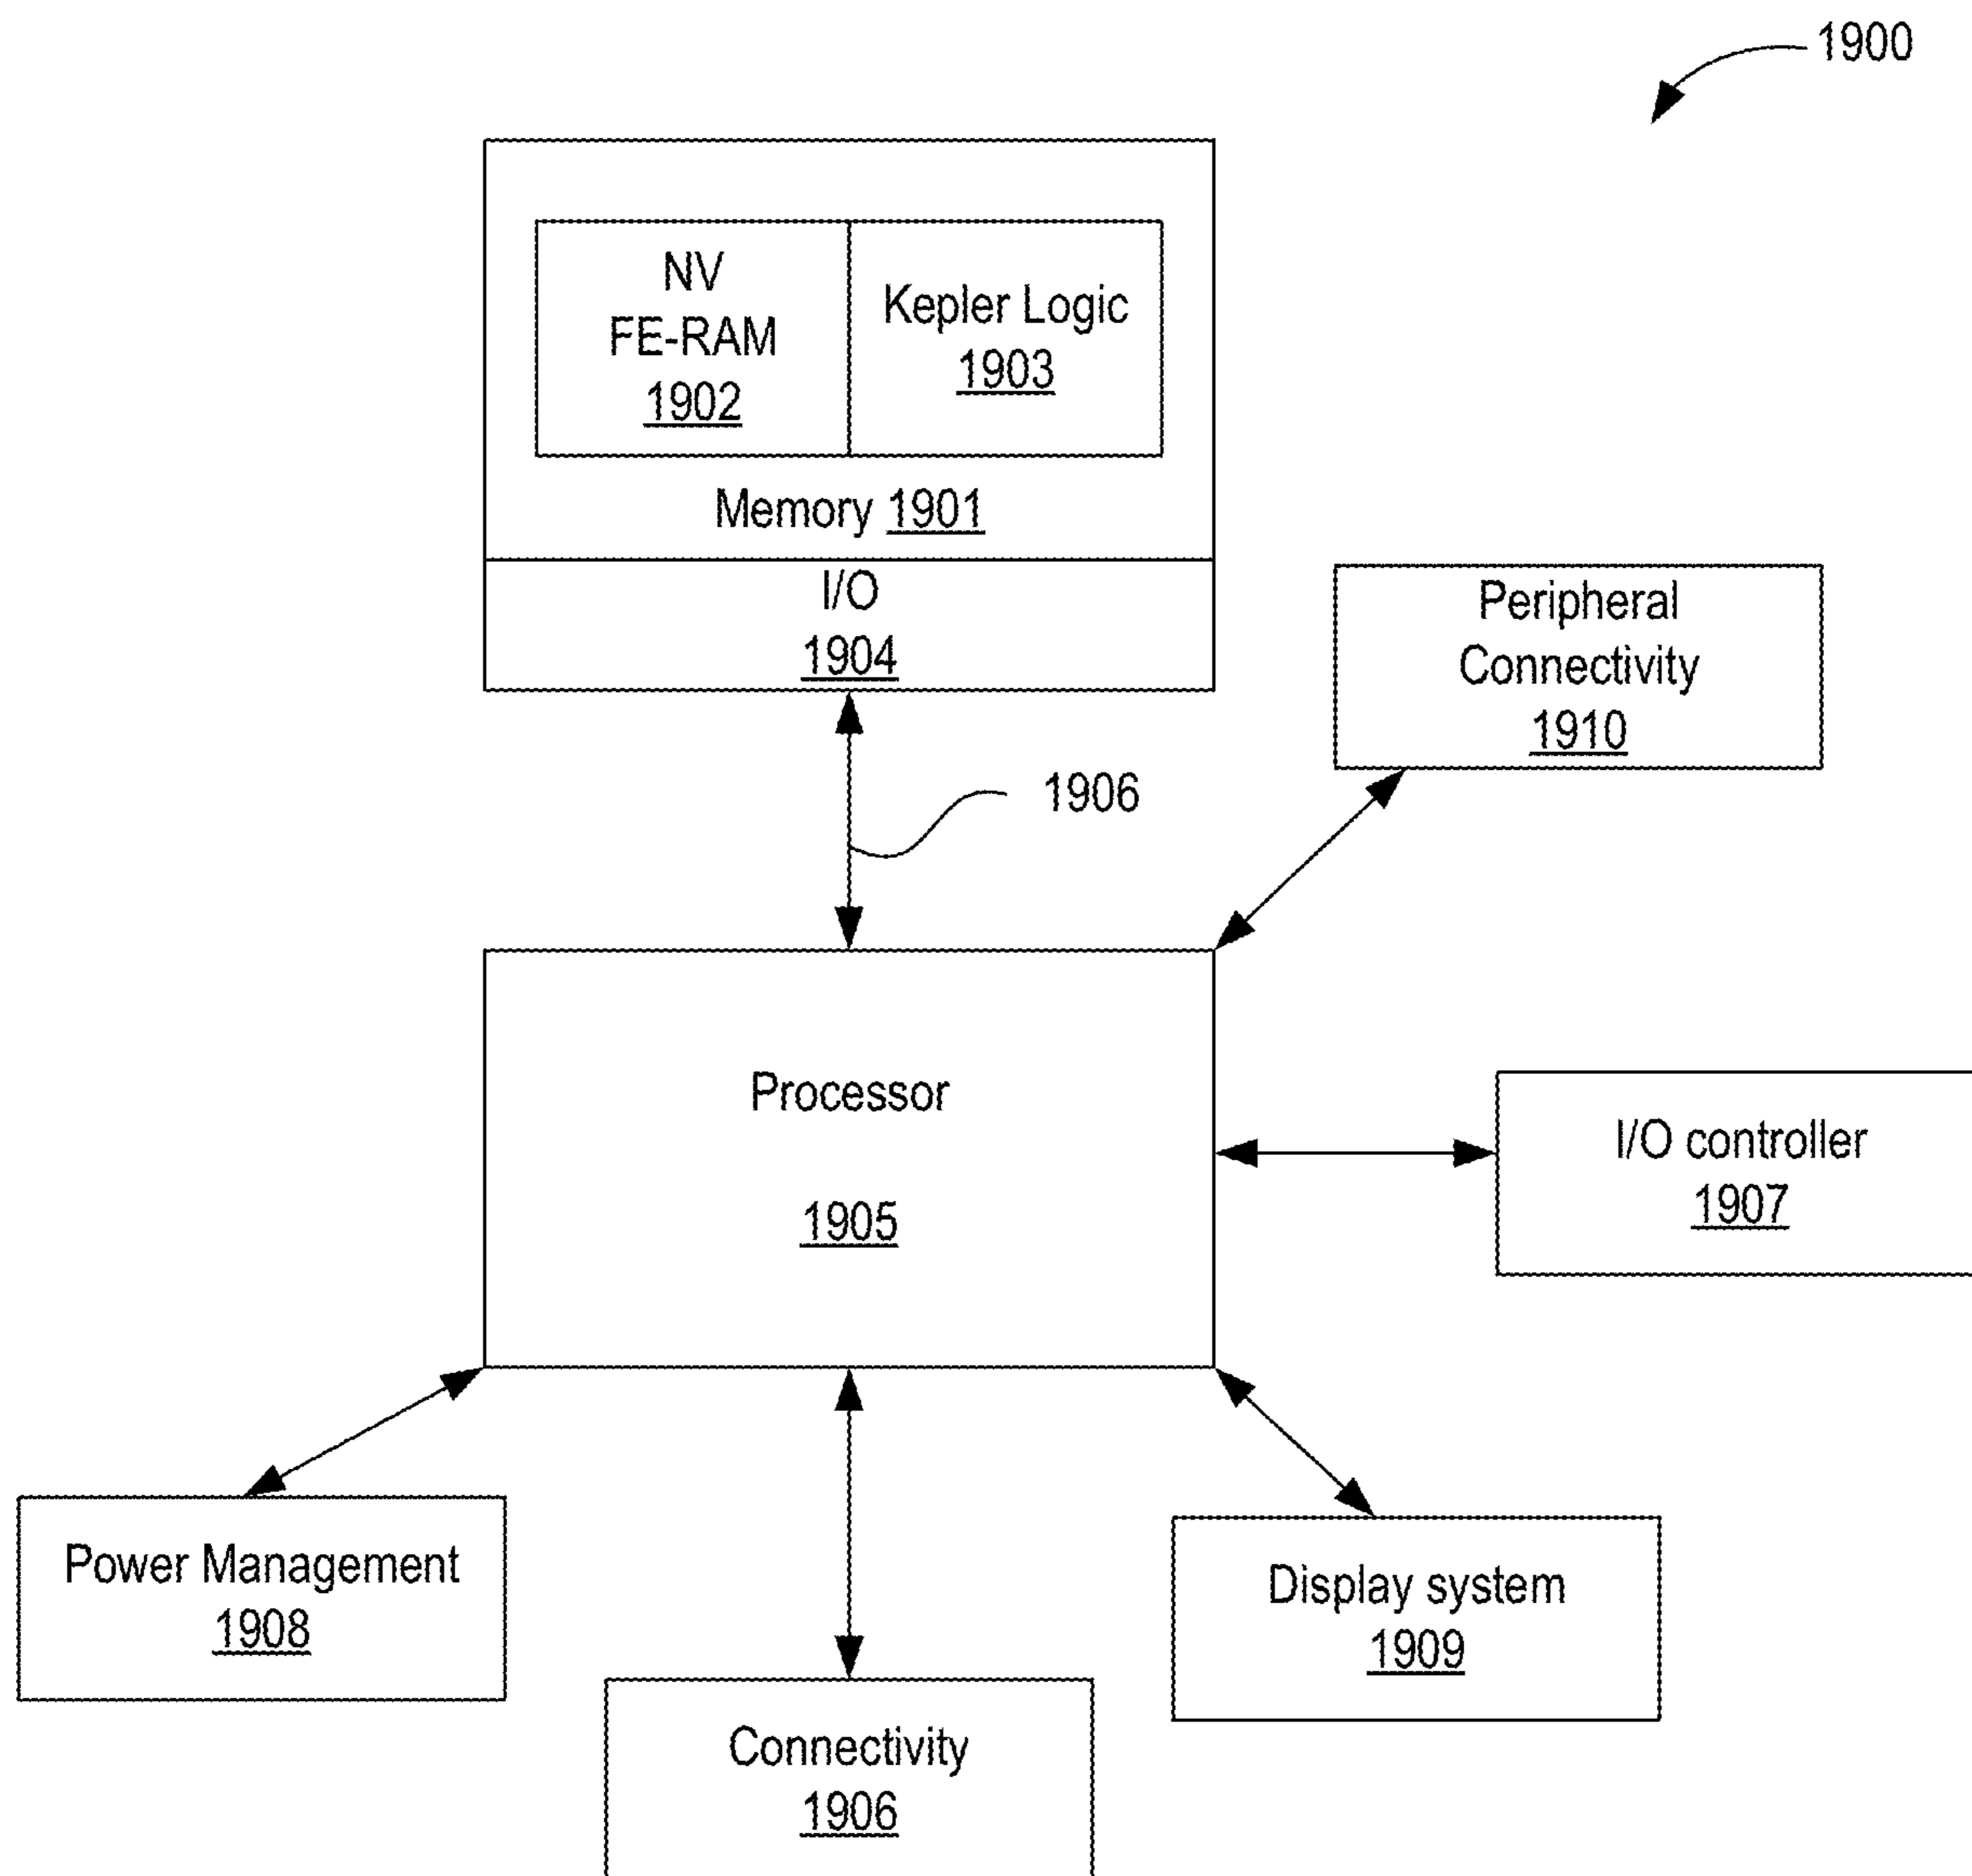 1900
NV
FE-RAM
1902
Kepler Logic
1903
Memory 1901
I/O
1904
Peripheral
Connectivity
1910
1906
Processor
1905
I/O controller
1907
Power Management
1908
Display system
1909
Connectivity
1906